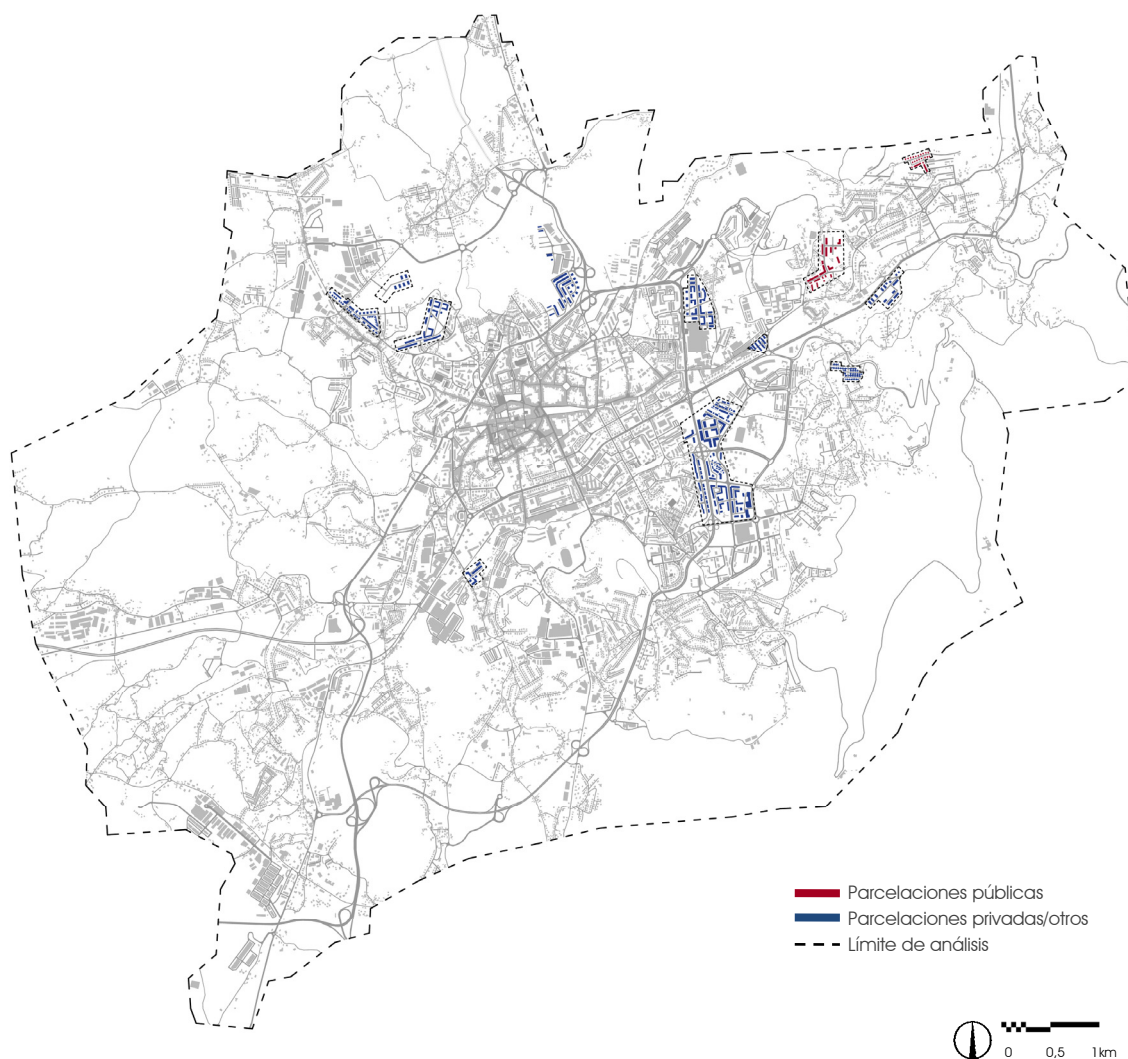 Parcelaciones públicas
Parcelaciones privadas/otros
Límite de análisis
0 0,5 1km